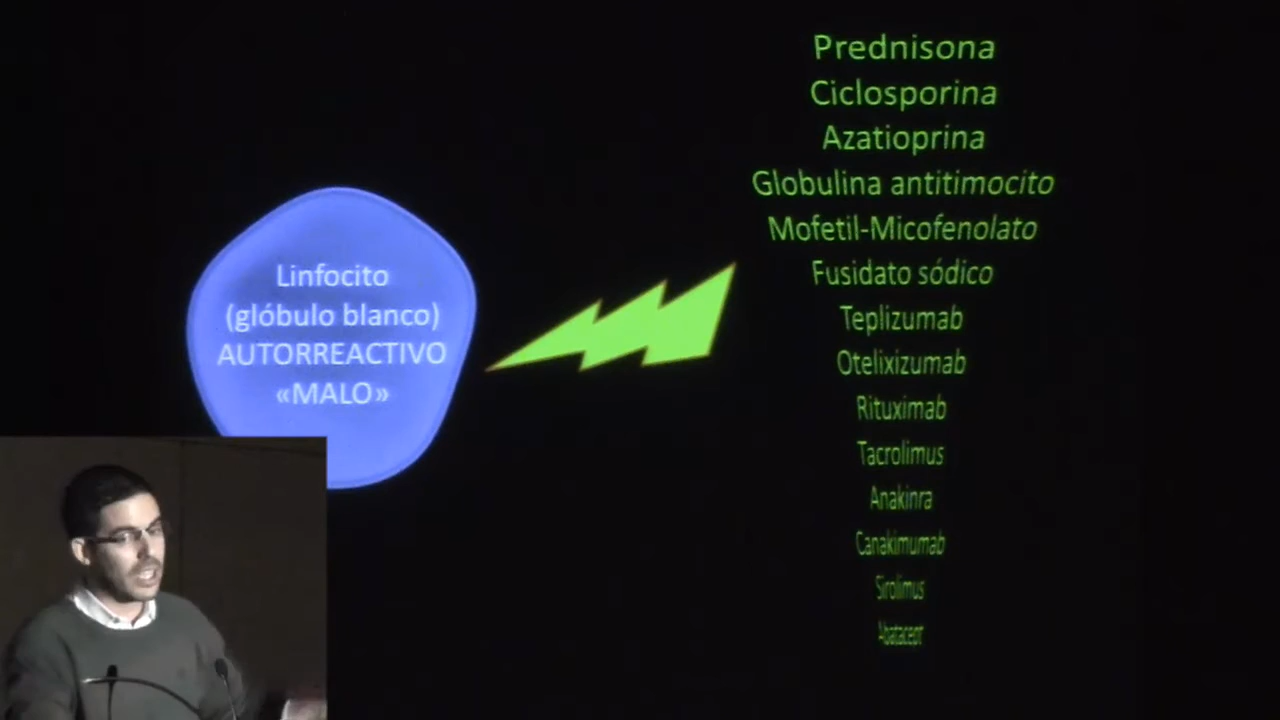 Prednisona
Ciclosporina
Azatioprina
Globulina antitimocito
Mofetil-Micofenolato
Fusidato sódico
Teplizumab
Otelixizumab
Rituximab
Tacrolimus
Anakinra
Canakimumab
Sirolimus
Abatacept
Linfocito
(glóbulo blanco)
AUTORREACTIVO
«MALO»